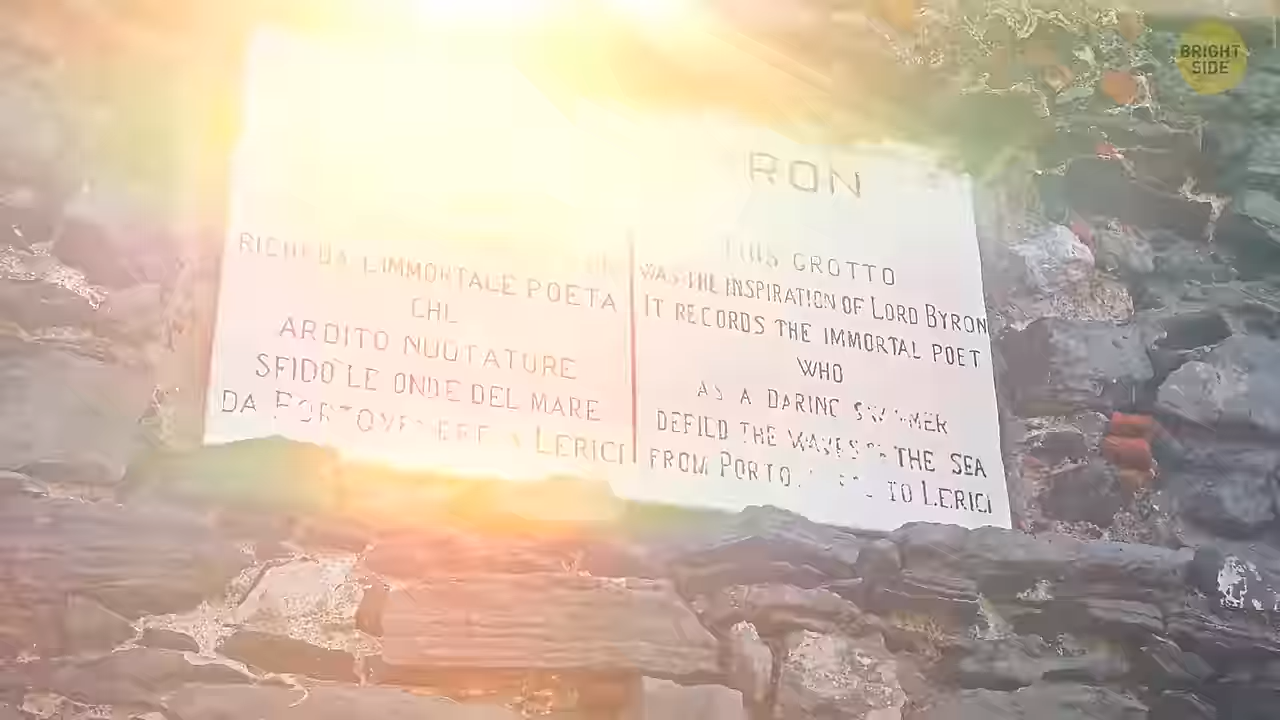 RICORDA L'IMMORTALE POETA
CHE
ARDITO NUOTATORE
SFIDO LE ONDE DEL MARE
DA PORTOVENERE A LERICI
RON
THIS GROTTO
WAS THE INSPIRATION OF LORD BYRON
IT RECORDS THE IMMORTAL POET
WHO
AS A DARING SWIMMER
DEFIED THE WAVES OF THE SEA
FROM PORTO TO LERICI
BRIGHT
SIDE